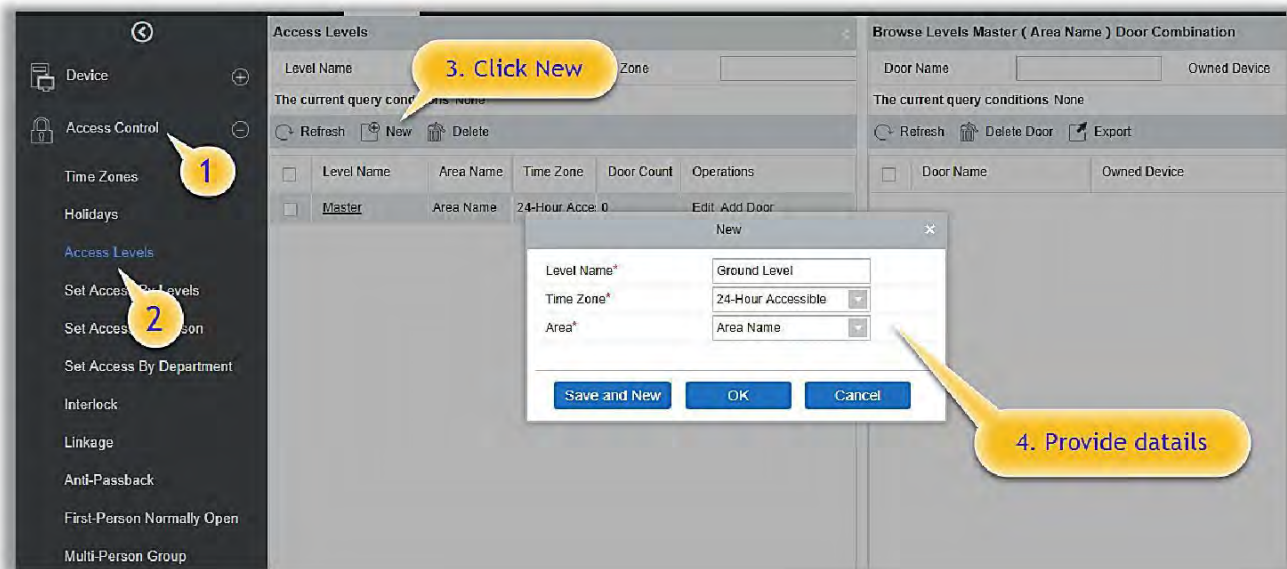 Access Levels
Browse Levels Master ( Area Name ) Door Combination
Device
Level Name Zone
Door Name Owned Device
3. Click New
The current query conditions None
The current query conditions None
Access Control
Refresh New Delete
Refresh Delete Door Export
1
Time Zones
Level Name Area Name Time Zone Door Count Operations
Door Name Owned Device
Holidays
Master Area Name 24-Hour Acce: 0 Edit Add Door
New
Access Levels
Level Name* Ground Level
Set Access By Levels
Time Zone* 24-Hour Accessible
2
Set Access son
Area* Area Name
Set Access By Department
Save and New OK Cancel
Interlock
Linkage
4. Provide datails
Anti-Passback
First-Person Normally Open
Multi-Person Group